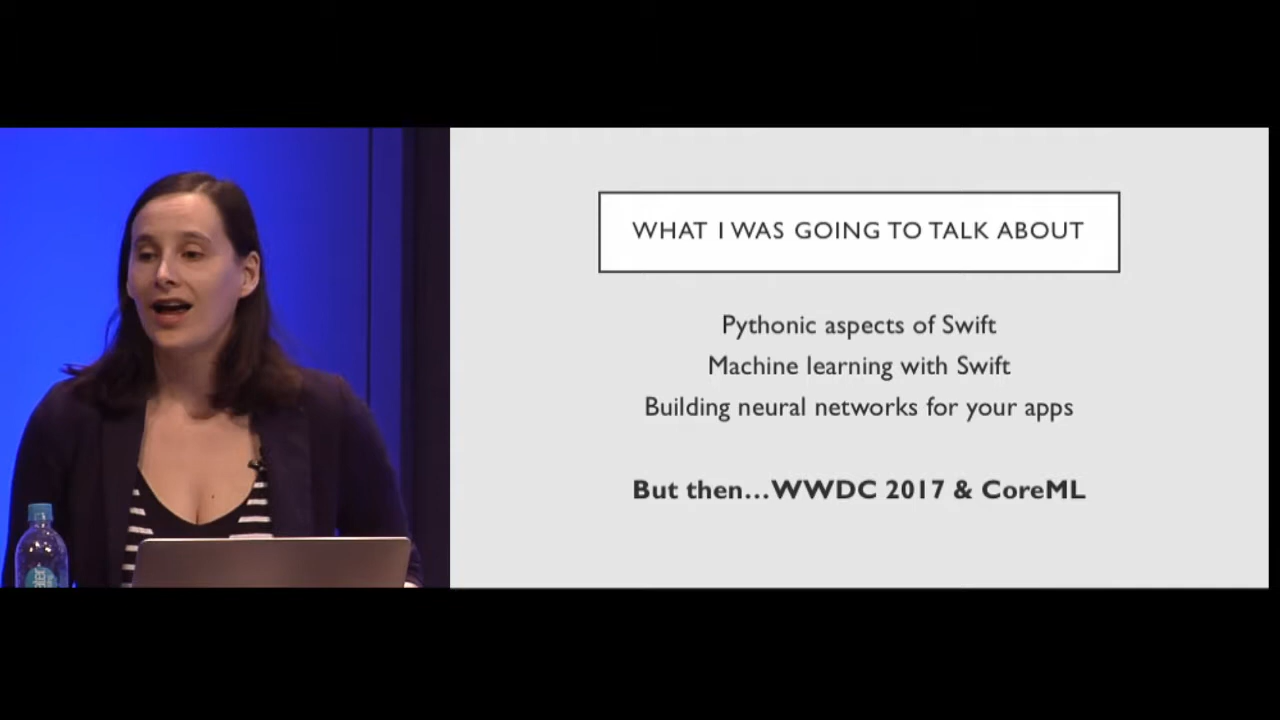 WHAT I WAS GOING TO TALK ABOUT
Pythonic aspects of Swift
Machine learning with Swift
Building neural networks for your apps
But then...WWDC 2017 & CoreML